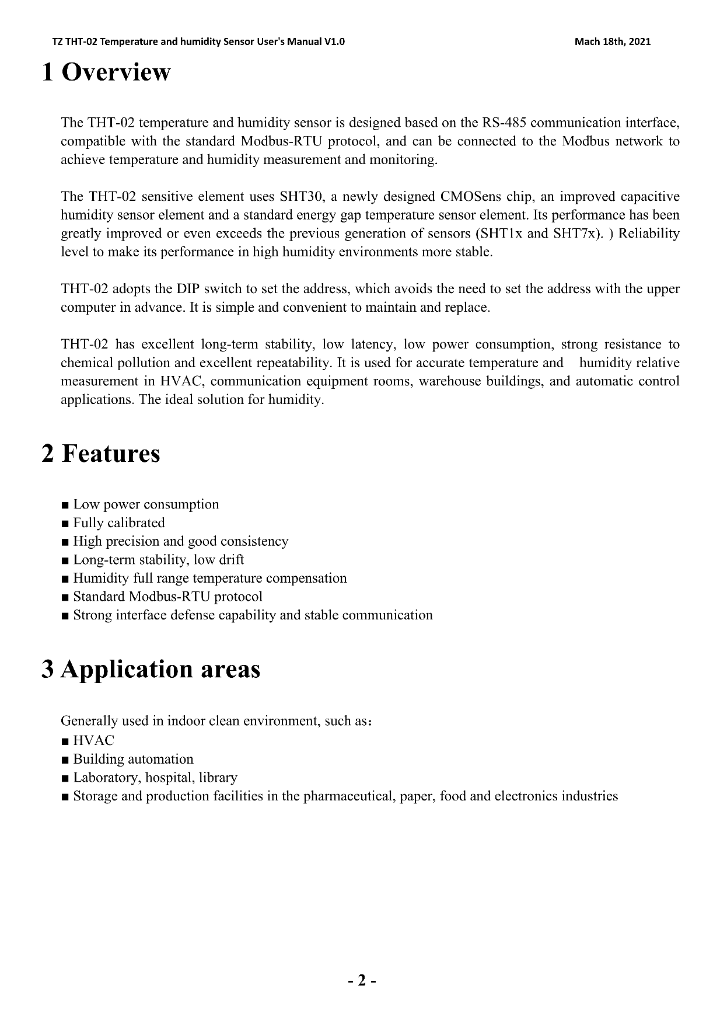 TZ THT-02 Temperature and humidity Sensor User's Manual V1.0 Mach 18th, 2021
1 Overview
The THT-02 temperature and humidity sensor is designed based on the RS-485 communication interface,
compatible with the standard Modbus-RTU protocol, and can be connected to the Modbus network to
achieve temperature and humidity measurement and monitoring.
The THT-02 sensitive element uses SHT30, a newly designed CMOSens chip, an improved capacitive
humidity sensor element and a standard energy gap temperature sensor element. Its performance has been
greatly improved or even exceeds the previous generation of sensors (SHT1x and SHT7x). ) Reliability
level to make its performance in high humidity environments more stable.
THT-02 adopts the DIP switch to set the address, which avoids the need to set the address with the upper
computer in advance. It is simple and convenient to maintain and replace.
THT-02 has excellent long-term stability, low latency, low power consumption, strong resistance to
chemical pollution and excellent repeatability. It is used for accurate temperature and humidity relative
measurement in HVAC, communication equipment rooms, warehouse buildings, and automatic control
applications. The ideal solution for humidity.
2 Features
■ Low power consumption
■ Fully calibrated
■ High precision and good consistency
■ Long-term stability, low drift
■ Humidity full range temperature compensation
■ Standard Modbus-RTU protocol
■ Strong interface defense capability and stable communication
3 Application areas
Generally used in indoor clean environment, such as:
■ HVAC
■ Building automation
■ Laboratory, hospital, library
■ Storage and production facilities in the pharmaceutical, paper, food and electronics industries
- 2 -